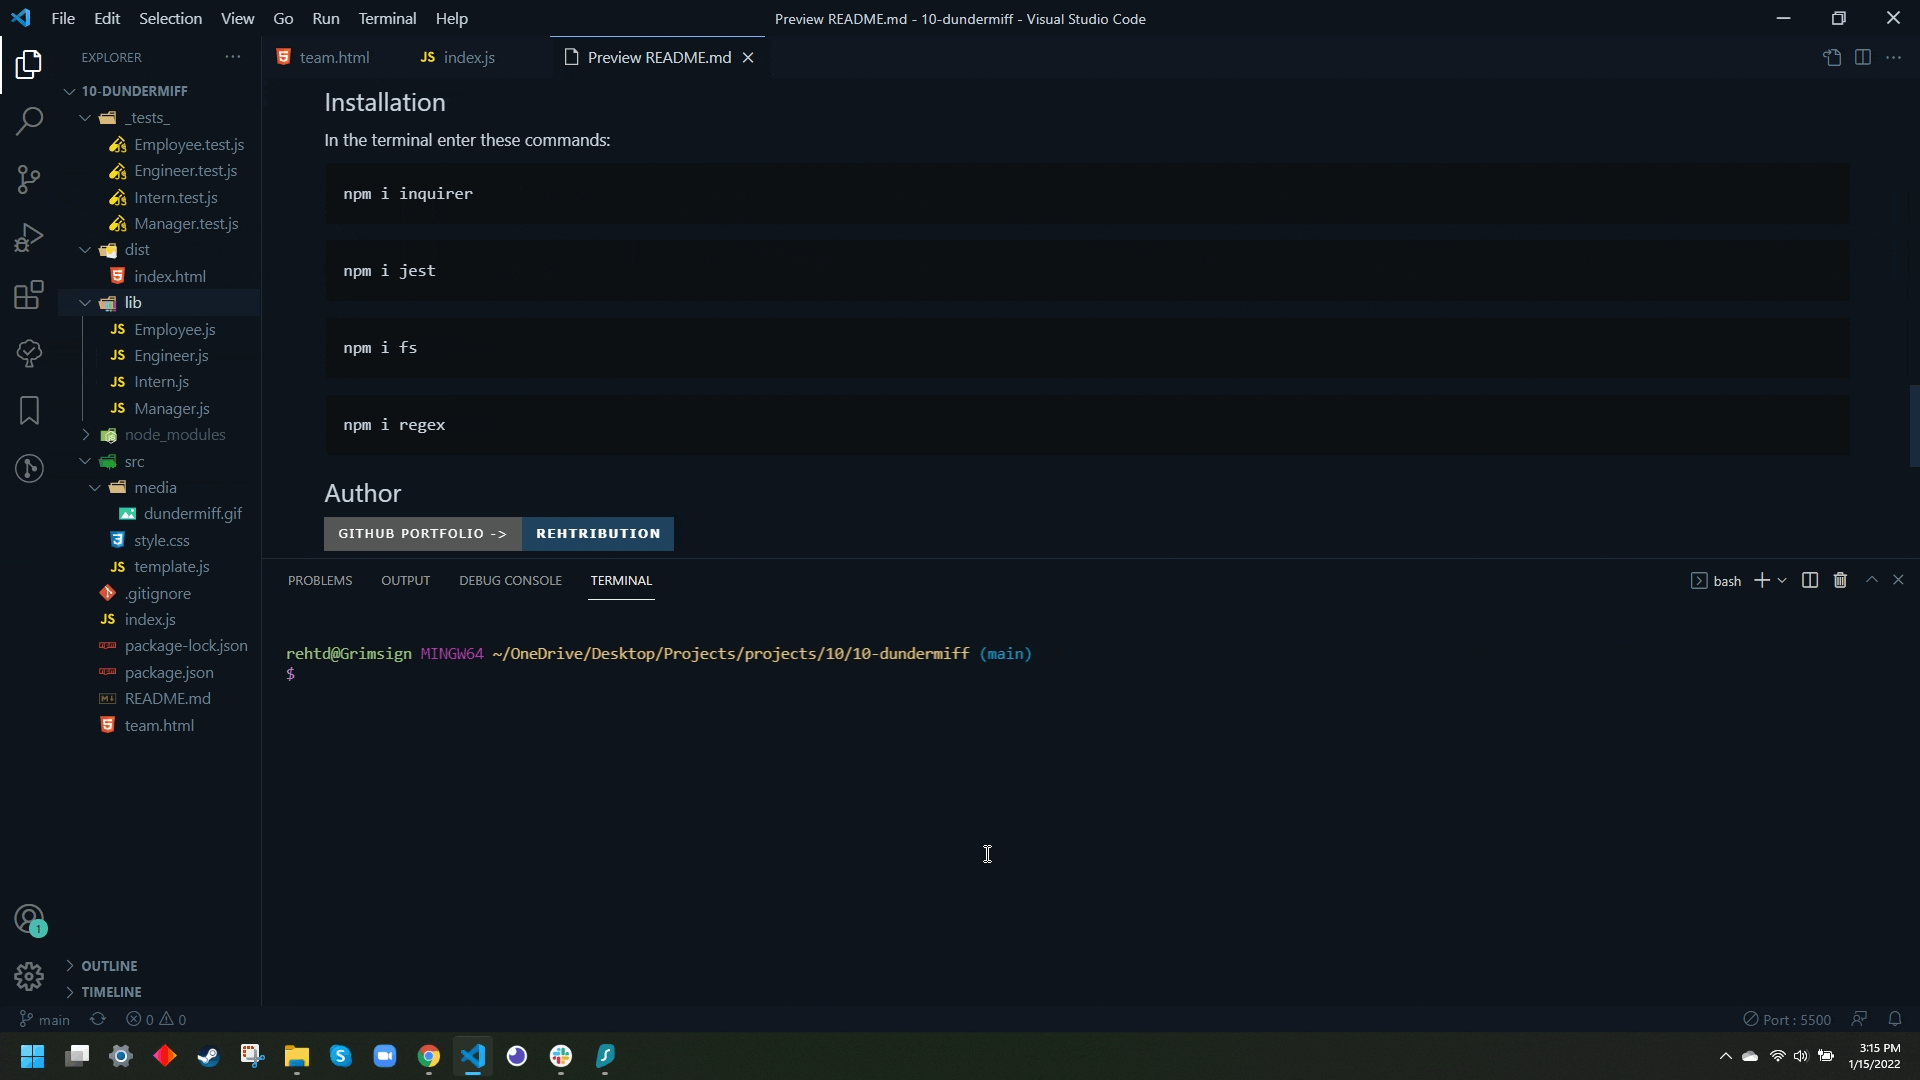 File Edit Selection View Go Run Terminal Help
Preview README.md - 10-dundermiff - Visual Studio Code
EXPLORER
team.html
JS index.js
Preview README.md
10-DUNDERMIFF
_tests_
Employee.test.js
Engineer.test.js
Intern.test.js
Manager.test.js
dist
index.html
lib
JS Employee.js
JS Engineer.js
JS Intern.js
JS Manager.js
node_modules
src
media
dundermiff.gif
style.css
JS template.js
.gitignore
JS index.js
package-lock.json
package.json
README.md
team.html
OUTLINE
TIMELINE
Installation
In the terminal enter these commands:
npm i inquirer
npm i jest
npm i fs
npm i regex
Author
GITHUB PORTFOLIO -> REHTRIBUTION
PROBLEMS OUTPUT DEBUG CONSOLE TERMINAL
bash
rehtd@Grimsign MINGW64 ~/OneDrive/Desktop/Projects/projects/10/10-dundermiff (main)
$
1
main 0 0
Port : 5500
3:15 PM
1/15/2022